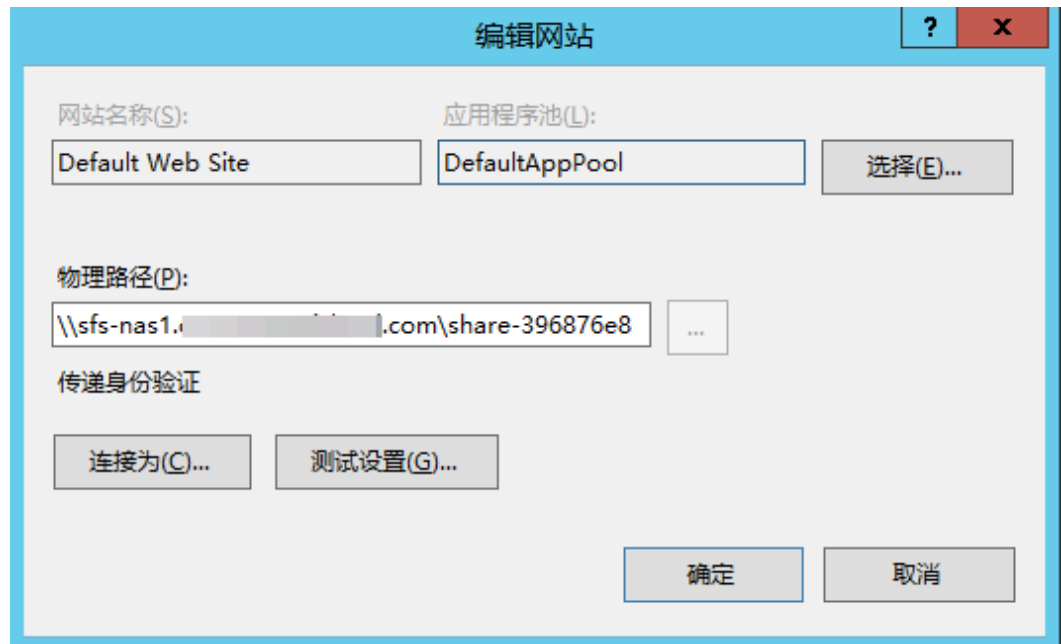 编辑网站
? x
网站名称(S):
应用程序池(L):
Default Web Site
DefaultAppPool
选择(E)...
物理路径(P):
\\sfs-nas1. .com\share-396876e8
...
传递身份验证
连接为(C)...
测试设置(G)...
确定
取消